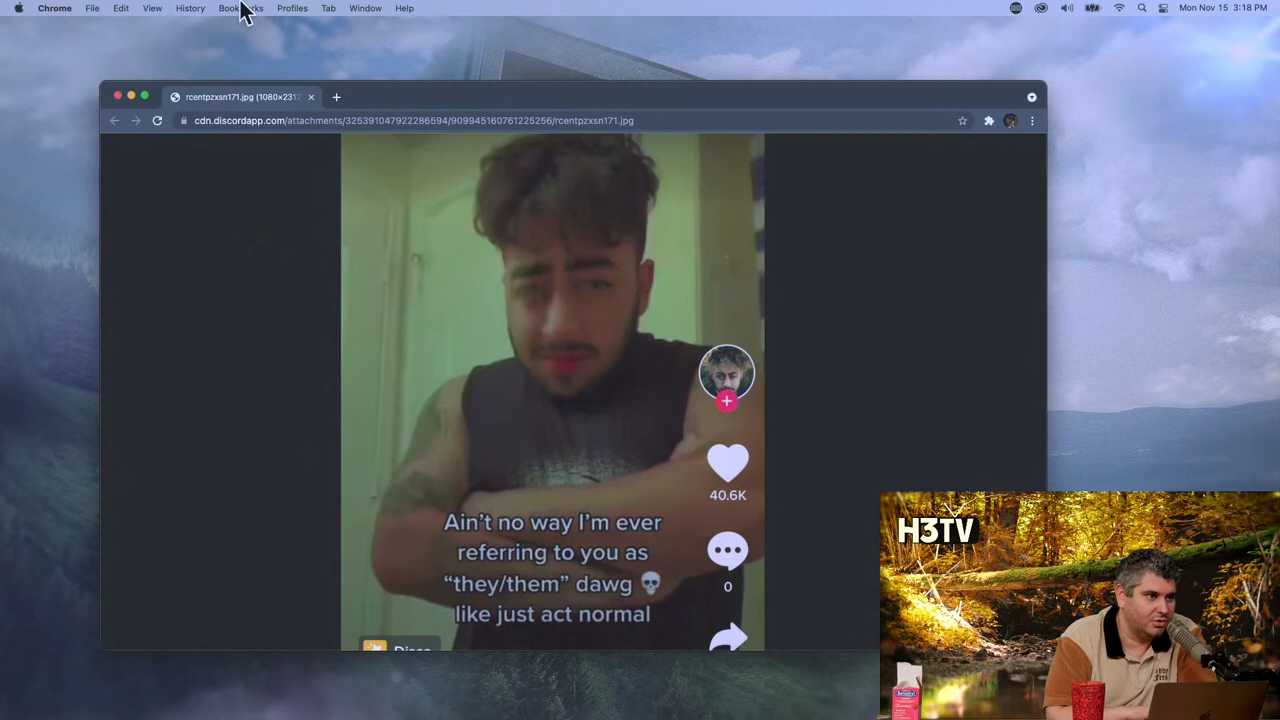 Chrome File Edit View History Profiles Tab Window Help Mon Nov 15 3:18 PM
rcentpzxsn171.jpg (1080×2312
cdn.discordapp.com/attachments/325391047922286594/909945160761225256/rcentpzxsn171.jpg
40.6K
Ain't no way I'm ever
referring to you as
“they/them” dawg 💀
like just act normal
0
H3TV